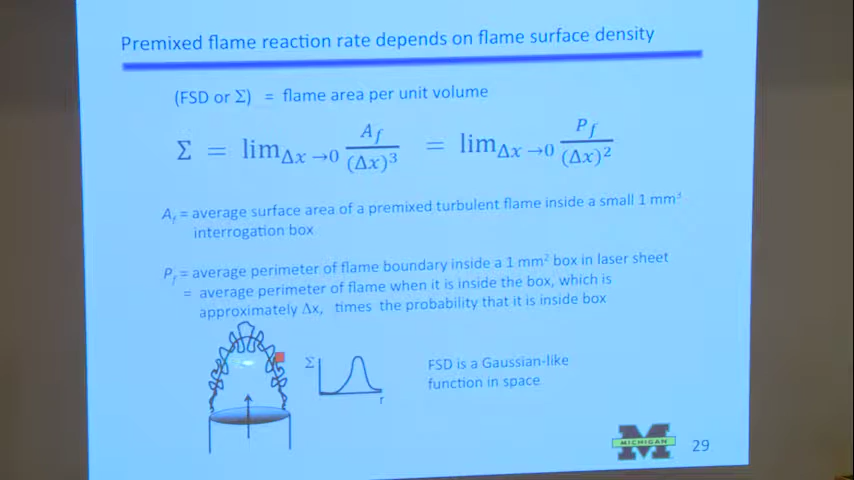 Premixed flame reaction rate depends on flame surface density
(FSD or Σ) = flame area per unit volume
Σ = lim Δx →0 A_f / (Δx)³ = lim Δx →0 P_f / (Δx)²
A_f = average surface area of a premixed turbulent flame inside a small 1 mm³
interrogation box
P_f = average perimeter of flame boundary inside a 1 mm² box in laser sheet
= average perimeter of flame when it is inside the box, which is
approximately Δx, times the probability that it is inside box
Σ
r
FSD is a Gaussian-like
function in space
M
MICHIGAN
29